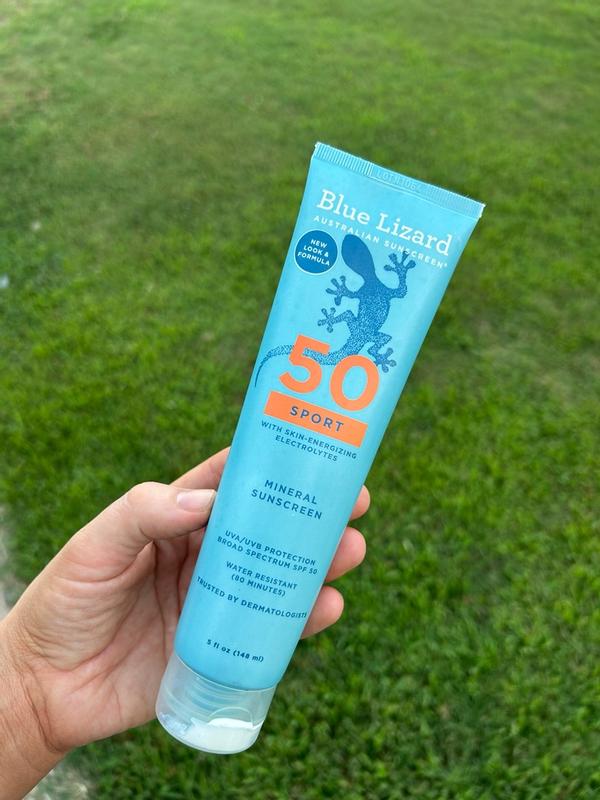 Blue Lizard
AUSTRALIAN SUNSCREEN®
NEW
LOOK &
FORMULA
50
SPORT
WITH SKIN-ENERGIZING
ELECTROLYTES
MINERAL
SUNSCREEN
UVA/UVB PROTECTION
BROAD SPECTRUM SPF 50
WATER RESISTANT
(80 MINUTES)
TRUSTED BY DERMATOLOGISTS
5 fl oz (148 ml)